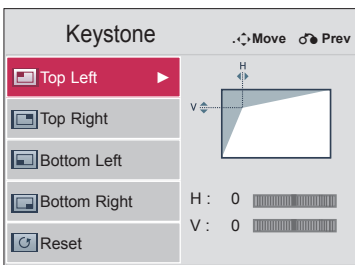 Keystone
Move
Prev
Top Left
Top Right
Bottom Left
Bottom Right
Reset
H
V
H : 0
V : 0